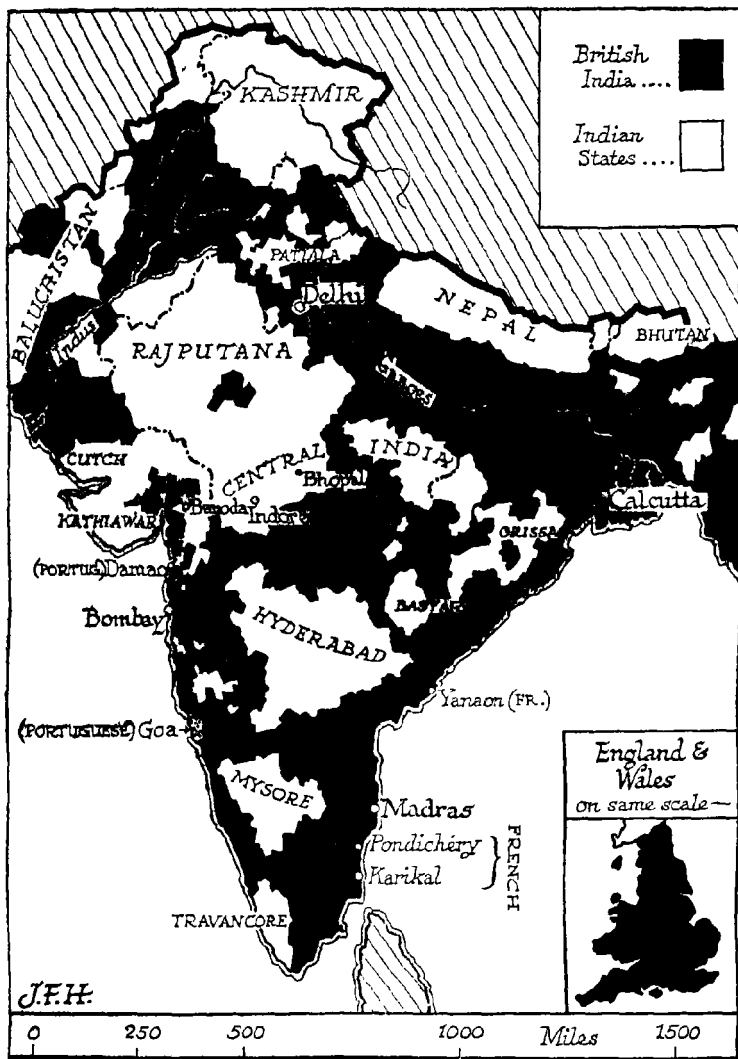 British
India ....
Indian
States ....
KASHMIR
BALUCHISTAN
PATIALA
Delhi
Indus
NEPAL
BHUTAN
RAJPUTANA
GANGES
CUTCH
CENTRAL
INDIA
Bhopal
KATHIAWAR
Baroda
Indore
Calcutta
ORISSA
(PORTUG.) Damao
BASTAR
Bombay
HYDERABAD
Yanaon (FR.)
(PORTUGUESE) Goa
MYSORE
England &
Wales
on same scale —
Madras
Pondichéry
Karikal
FRENCH
TRAVANCORE
J.F.H.
0 250 500 1000 Miles 1500